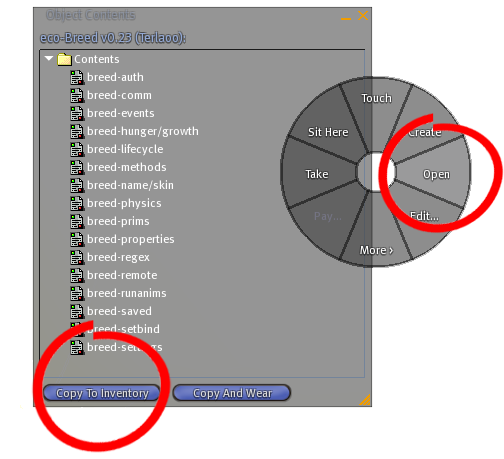 Object Contents
eco-Breed v0.23 (Terlaoo):
Contents
breed-auth
breed-comm
breed-events
breed-hunger/growth
breed-lifecycle
breed-methods
breed-name/skin
breed-physics
breed-prims
breed-properties
breed-regex
breed-remote
breed-runanims
breed-saved
breed-setbind
breed-settings
Copy To Inventory
Copy And Wear
Touch
Sit Here
Create
Take
Open
Pay...
Edit...
More >